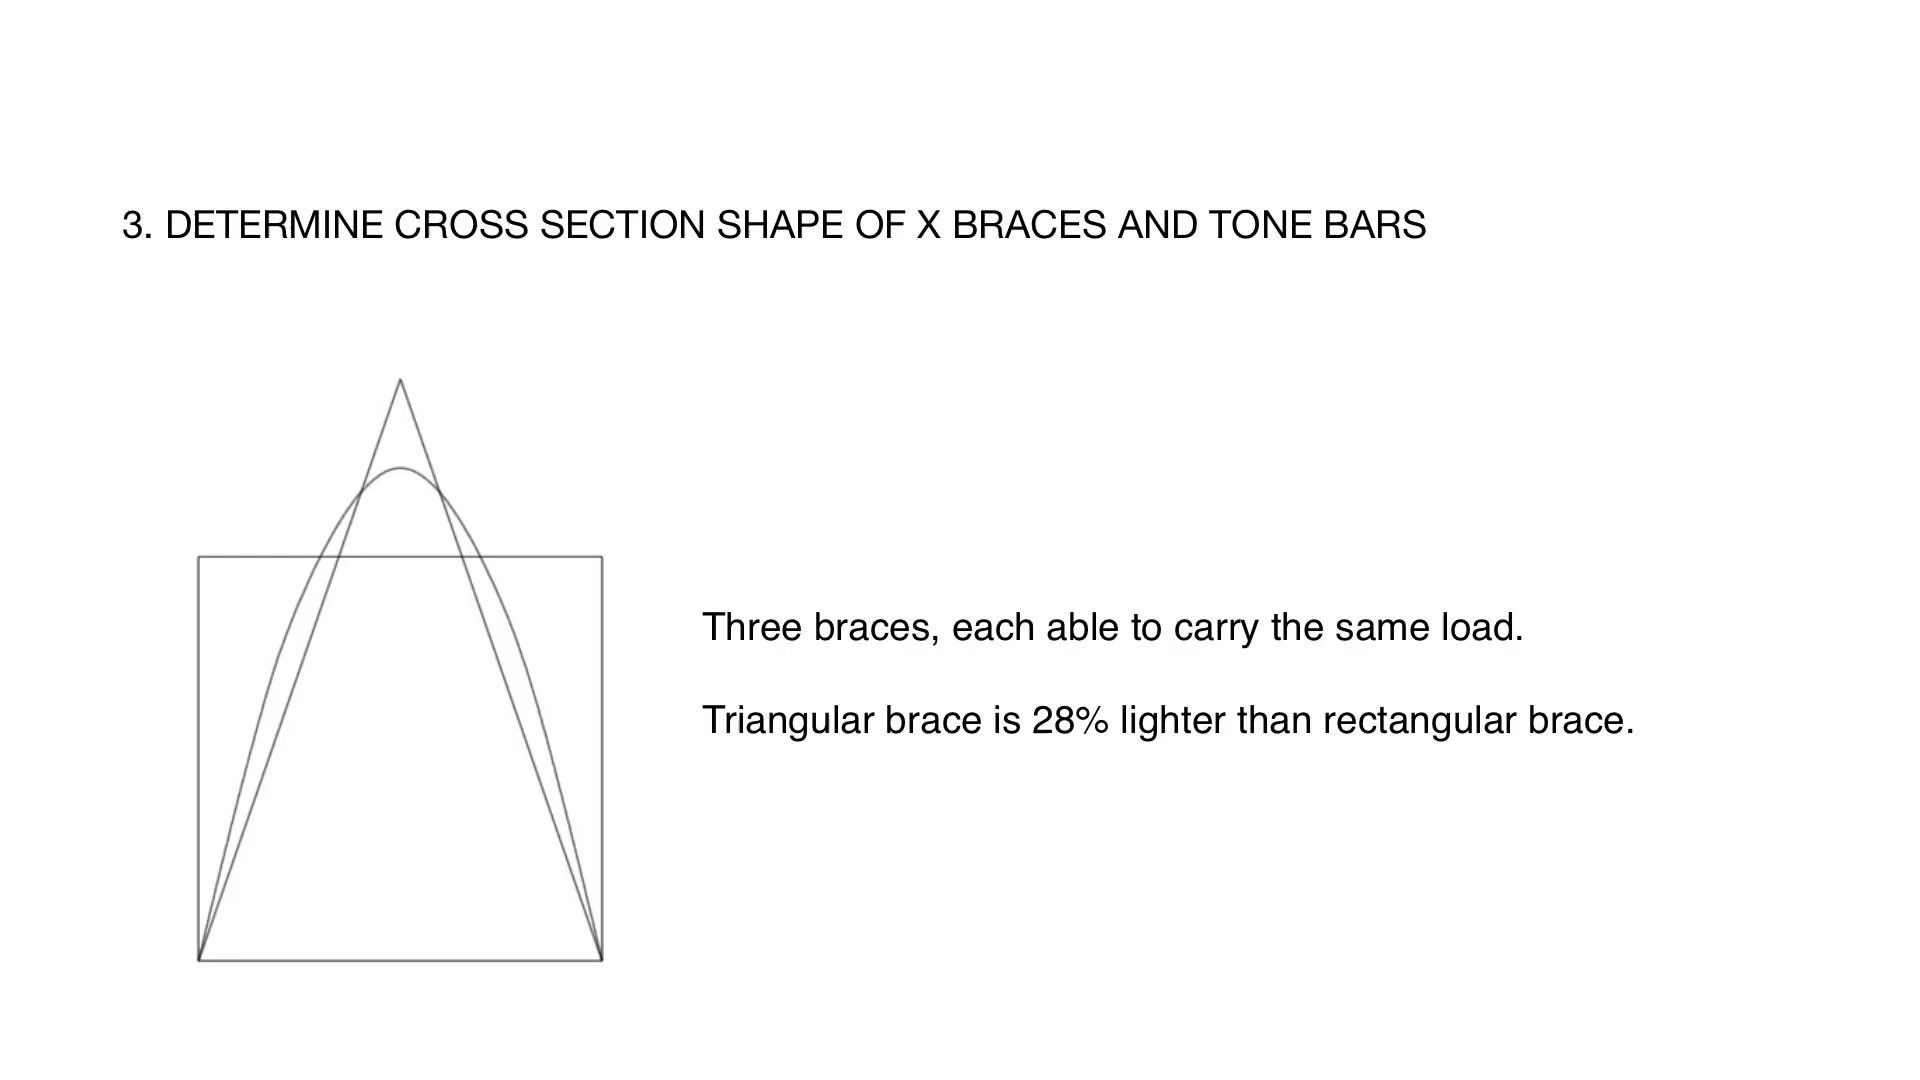 3. DETERMINE CROSS SECTION SHAPE OF X BRACES AND TONE BARS
Three braces, each able to carry the same load.
Triangular brace is 28% lighter than rectangular brace.